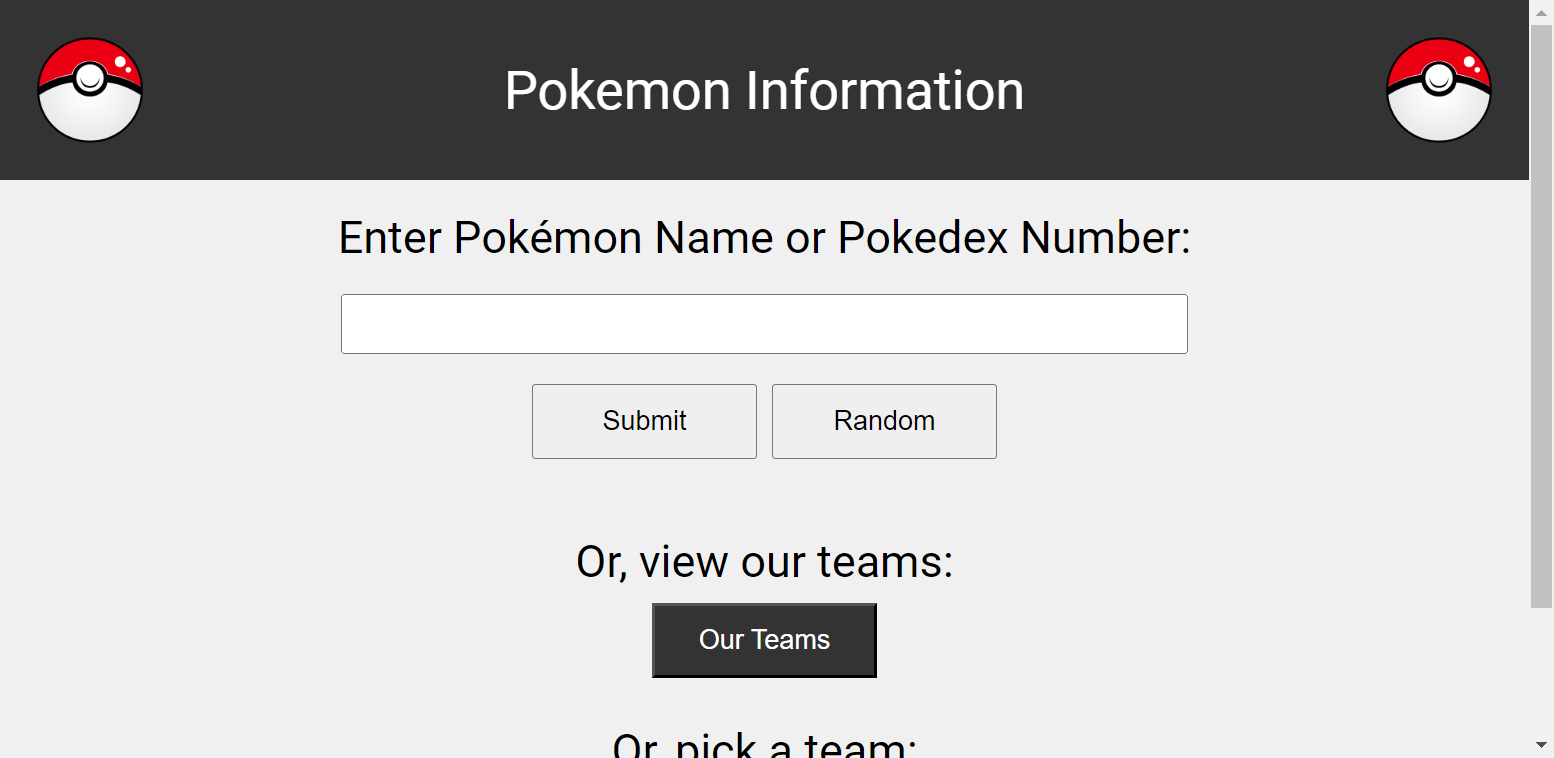 Pokemon Information
Enter Pokémon Name or Pokedex Number:
Submit Random
Or, view our teams:
Our Teams
Or, pick a team: